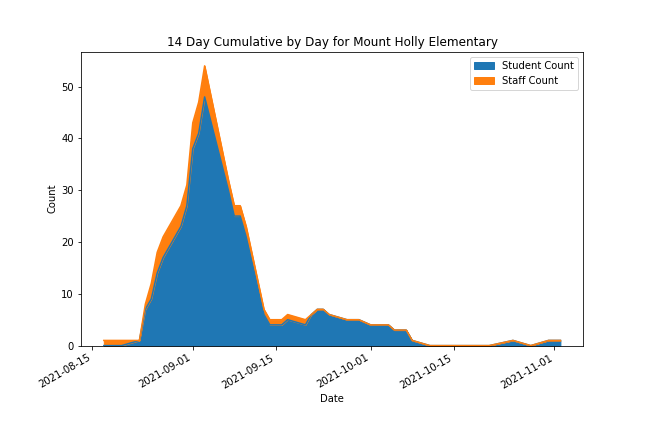 14 Day Cumulative by Day for Mount Holly Elementary
Student Count
Staff Count
Count
50
40
30
20
10
0
2021-08-15
2021-09-01
2021-09-15
2021-10-01
2021-10-15
2021-11-01
Date